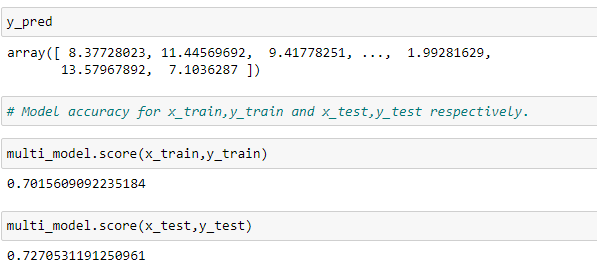 y_pred
array([ 8.37728023, 11.44569692,  9.41778251, ...,  1.99281629,
       13.57967892,  7.1036287 ])
# Model accuracy for x_train,y_train and x_test,y_test respectively.
multi_model.score(x_train,y_train)
0.7015609092235184
multi_model.score(x_test,y_test)
0.7270531191250961